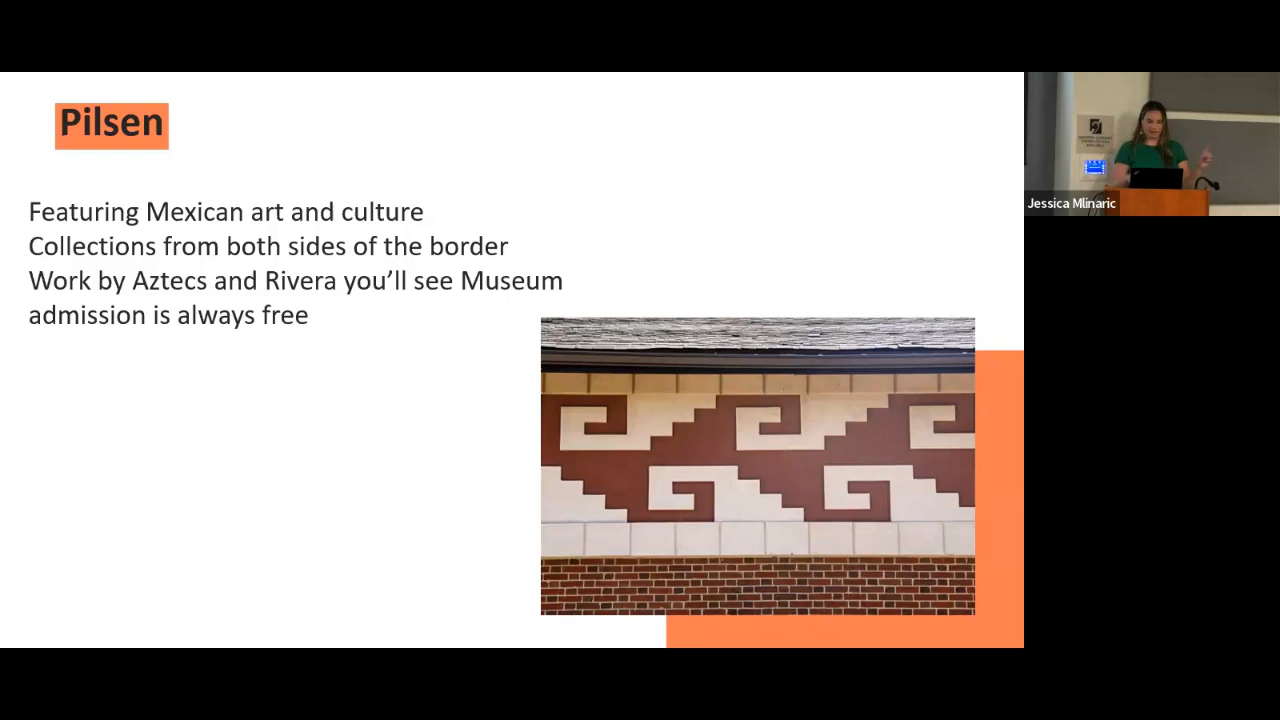 Pilsen
Featuring Mexican art and culture
Collections from both sides of the border
Work by Aztecs and Rivera you’ll see Museum
admission is always free
Jessica Mlinaric